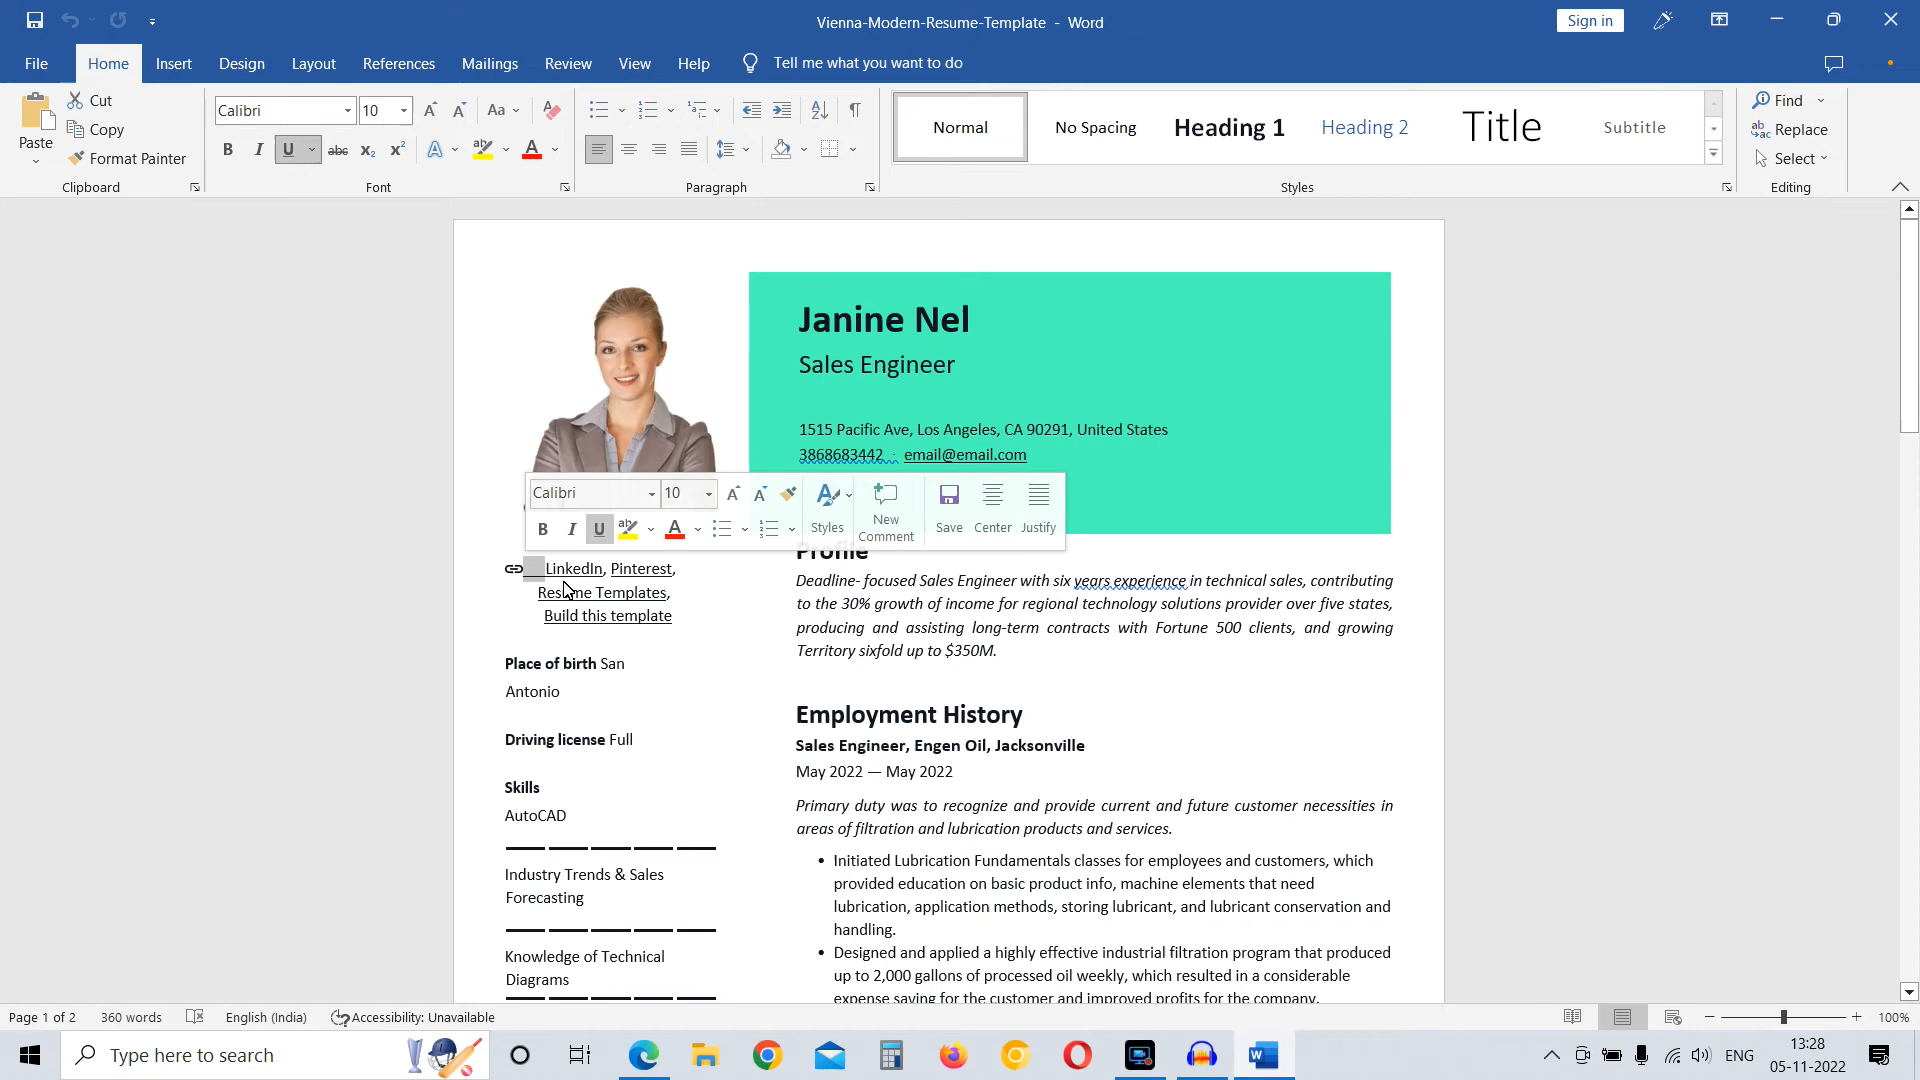 Vienna-Modern-Resume-Template - Word
Sign in
File Home Insert Design Layout References Mailings Review View Help Tell me what you want to do
Paste
Cut
Copy
Format Painter
Clipboard
Calibri 10 Aa
B I U abc x₂ x² A ab A
Font
Paragraph
Normal No Spacing Heading 1 Heading 2 Title Subtitle
Styles
Find
Replace
Select
Editing
Janine Nel
Sales Engineer
1515 Pacific Ave, Los Angeles, CA 90291, United States
3868683442 · email@email.com
Calibri 10
B I U ab A
Styles
New Comment
Save
Center
Justify
LinkedIn, Pinterest,
Resume Templates,
Build this template
Place of birth San
Antonio
Driving license Full
Skills
AutoCAD
Industry Trends & Sales
Forecasting
Knowledge of Technical
Diagrams
Profile
Deadline- focused Sales Engineer with six years experience in technical sales, contributing
to the 30% growth of income for regional technology solutions provider over five states,
producing and assisting long-term contracts with Fortune 500 clients, and growing
Territory sixfold up to $350M.
Employment History
Sales Engineer, Engen Oil, Jacksonville
May 2022 — May 2022
Primary duty was to recognize and provide current and future customer necessities in
areas of filtration and lubrication products and services.
• Initiated Lubrication Fundamentals classes for employees and customers, which
provided education on basic product info, machine elements that need
lubrication, application methods, storing lubricant, and lubricant conservation and
handling.
• Designed and applied a highly effective industrial filtration program that produced
up to 2,000 gallons of processed oil weekly, which resulted in a considerable
expense saving for the customer and improved profits for the company.
Page 1 of 2 360 words English (India) Accessibility: Unavailable 100%
Type here to search
ENG
13:28
05-11-2022